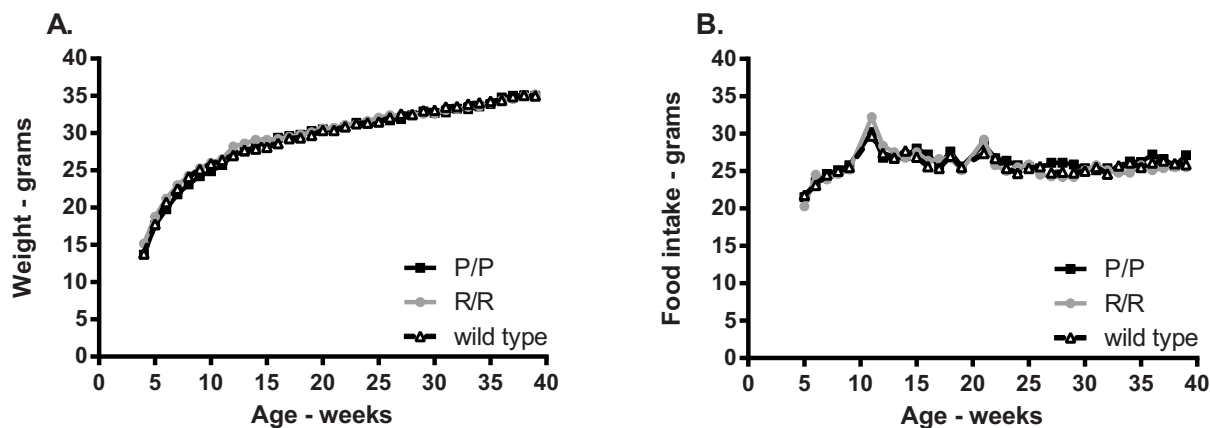 A.
40
35
30
25
20
15
10
5
0
Weight - grams
P/P
R/R
wild type
0 5 10 15 20 25 30 35 40
Age - weeks
B.
40
35
30
25
20
15
10
5
0
Food intake - grams
P/P
R/R
wild type
0 5 10 15 20 25 30 35 40
Age - weeks